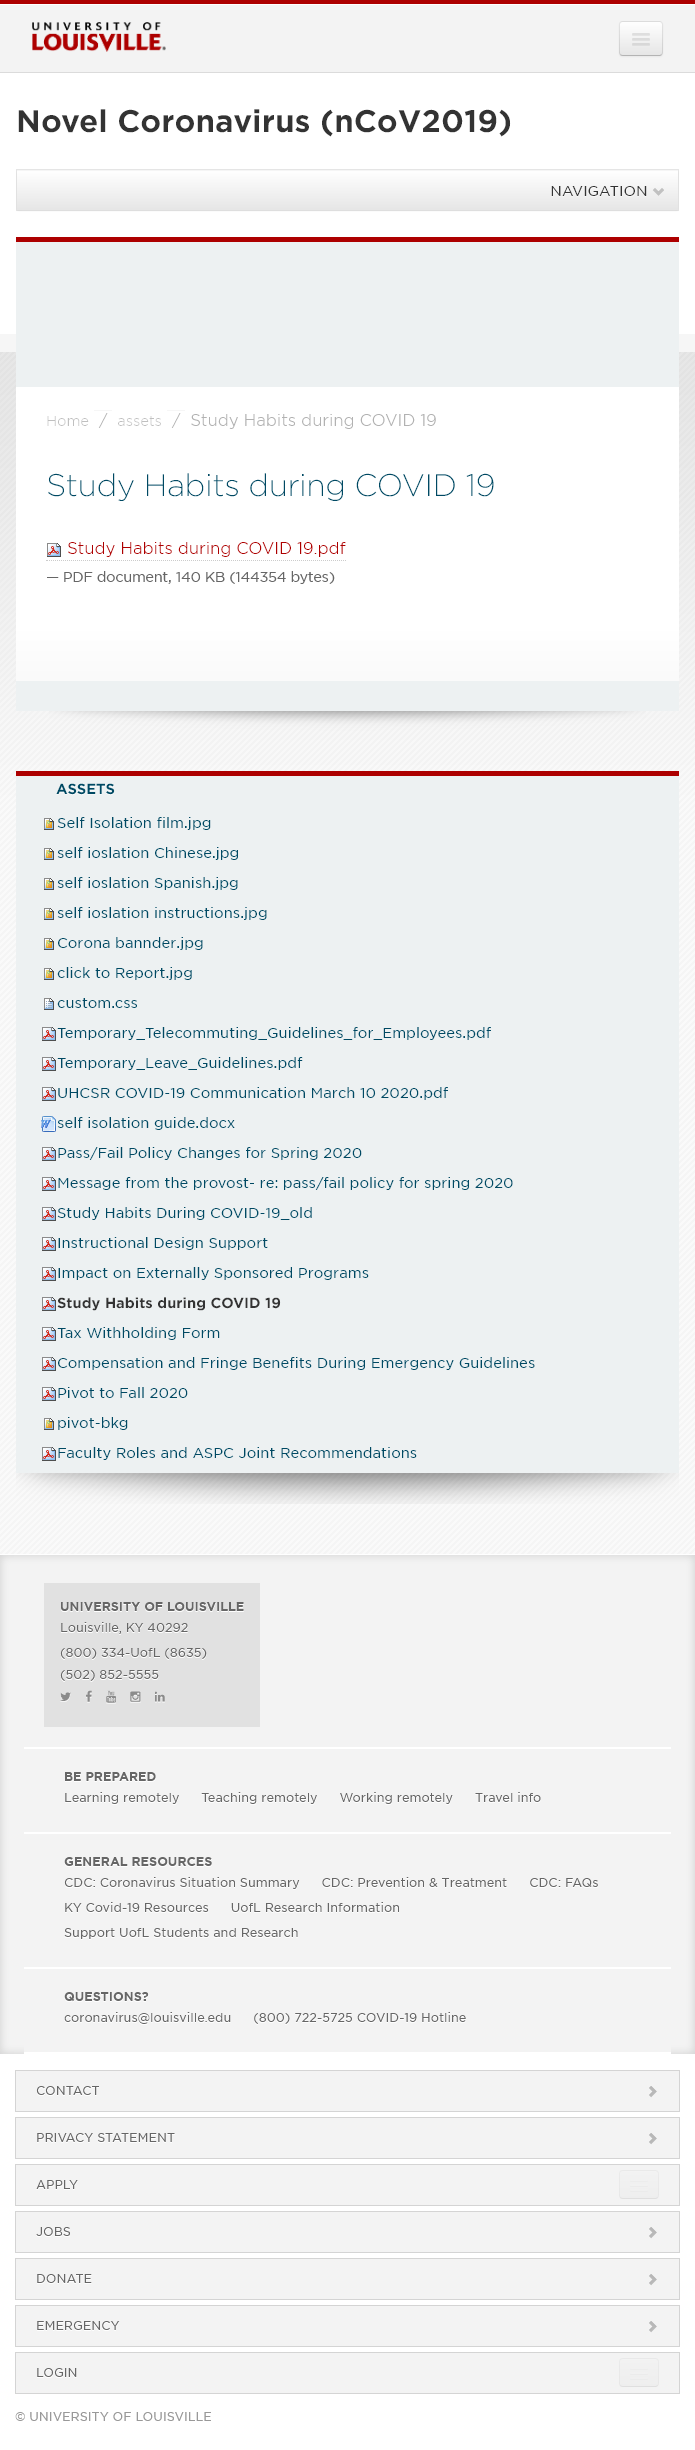 UNIVERSITY OF
LOUISVILLE.
Novel Coronavirus (nCoV2019)
NAVIGATION
Home / assets / Study Habits during COVID 19
Study Habits during COVID 19
Study Habits during COVID 19.pdf
— PDF document, 140 KB (144354 bytes)
ASSETS
Self Isolation film.jpg
self ioslation Chinese.jpg
self ioslation Spanish.jpg
self ioslation instructions.jpg
Corona bannder.jpg
click to Report.jpg
custom.css
Temporary_Telecommuting_Guidelines_for_Employees.pdf
Temporary_Leave_Guidelines.pdf
UHCSR COVID-19 Communication March 10 2020.pdf
self isolation guide.docx
Pass/Fail Policy Changes for Spring 2020
Message from the provost- re: pass/fail policy for spring 2020
Study Habits During COVID-19_old
Instructional Design Support
Impact on Externally Sponsored Programs
Study Habits during COVID 19
Tax Withholding Form
Compensation and Fringe Benefits During Emergency Guidelines
Pivot to Fall 2020
pivot-bkg
Faculty Roles and ASPC Joint Recommendations
UNIVERSITY OF LOUISVILLE
Louisville, KY 40292
(800) 334-UofL (8635)
(502) 852-5555
BE PREPARED
Learning remotely Teaching remotely Working remotely Travel info
GENERAL RESOURCES
CDC: Coronavirus Situation Summary CDC: Prevention & Treatment CDC: FAQs
KY Covid-19 Resources UofL Research Information
Support UofL Students and Research
QUESTIONS?
coronavirus@louisville.edu (800) 722-5725 COVID-19 Hotline
CONTACT
PRIVACY STATEMENT
APPLY
JOBS
DONATE
EMERGENCY
LOGIN
© UNIVERSITY OF LOUISVILLE